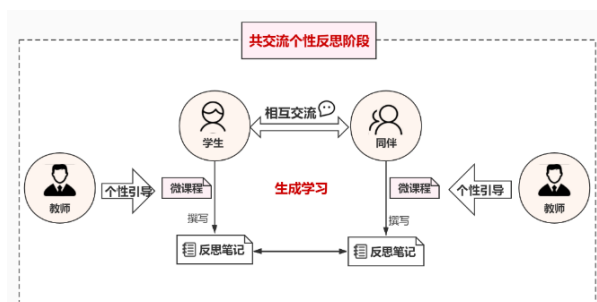 共交流个性反思阶段
相互交流
学生
同伴
教师
个性引导
微课程
生成学习
微课程
个性引导
教师
撰写
撰写
反思笔记
反思笔记